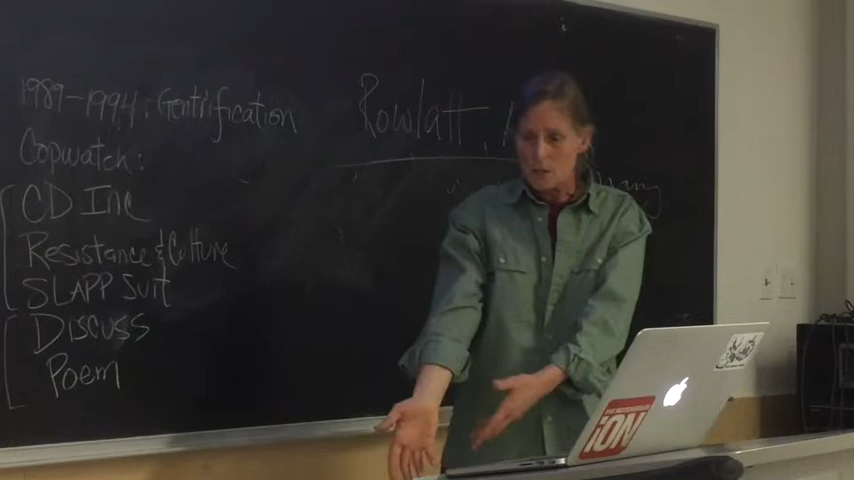 1989-1994: Gentrification
Copwatch:
CD Inc
Resistance & Culture
SLAPP suit
Discuss
Poem
Rowlatt
iON